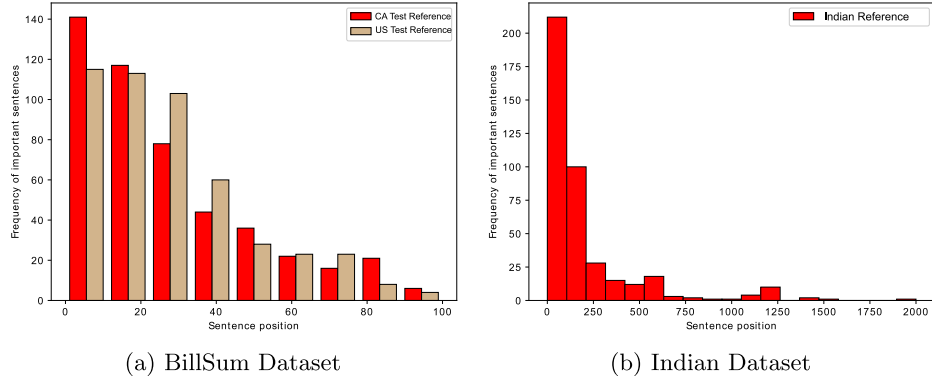 CA Test Reference
US Test Reference
Frequency of important sentences
140
120
100
80
60
40
20
0
0 20 40 60 80 100
Sentence position
(a) BillSum Dataset
Indian Reference
Frequency of important sentences
200
175
150
125
100
75
50
25
0
0 250 500 750 1000 1250 1500 1750 2000
Sentence position
(b) Indian Dataset